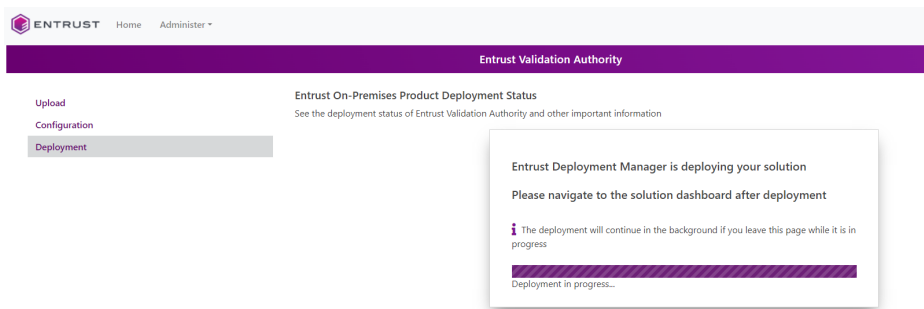 ENTRUST Home Administer
Entrust Validation Authority
Upload
Configuration
Deployment
Entrust On-Premises Product Deployment Status
See the deployment status of Entrust Validation Authority and other important information
Entrust Deployment Manager is deploying your solution
Please navigate to the solution dashboard after deployment
The deployment will continue in the background if you leave this page while it is in
progress
Deployment in progress...